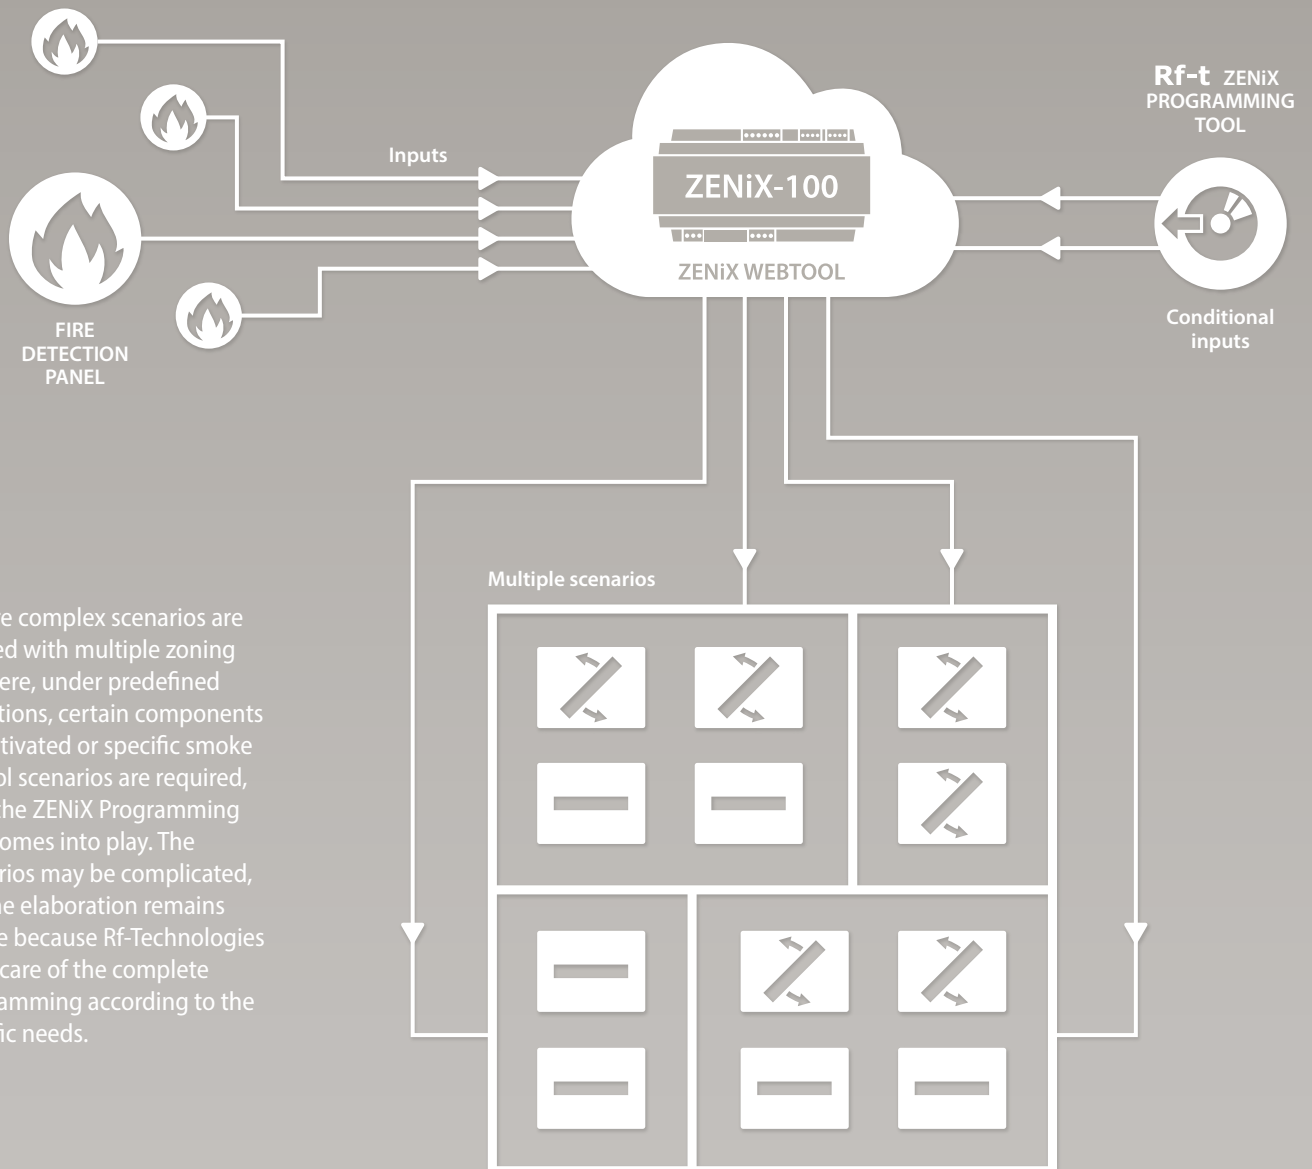 Rf-t ZENiX
PROGRAMMING
TOOL
Inputs
ZENiX-100
ZENiX WEBTOOL
FIRE
DETECTION
PANEL
Conditional
inputs
Multiple scenarios
complex scenarios are
with multiple zoning
under predefined
certain components
or specific smoke
scenarios are required,
the ZENiX Programming
into play. The
may be complicated,
elaboration remains
because Rf-Technologies
care of the complete
according to the
needs.